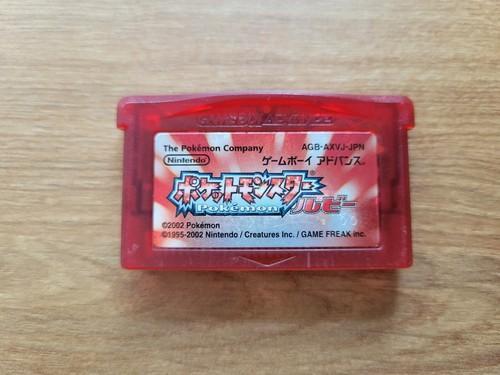 GAME BOY ADVANCE
The Pokémon Company AGB-AXVJ-JPN
Nintendo® ゲームボーイ アドバンス®
ポケットモンスター®
Pokémon ルビー
©2002 Pokémon
©1995-2002 Nintendo / Creatures Inc. / GAME FREAK inc.